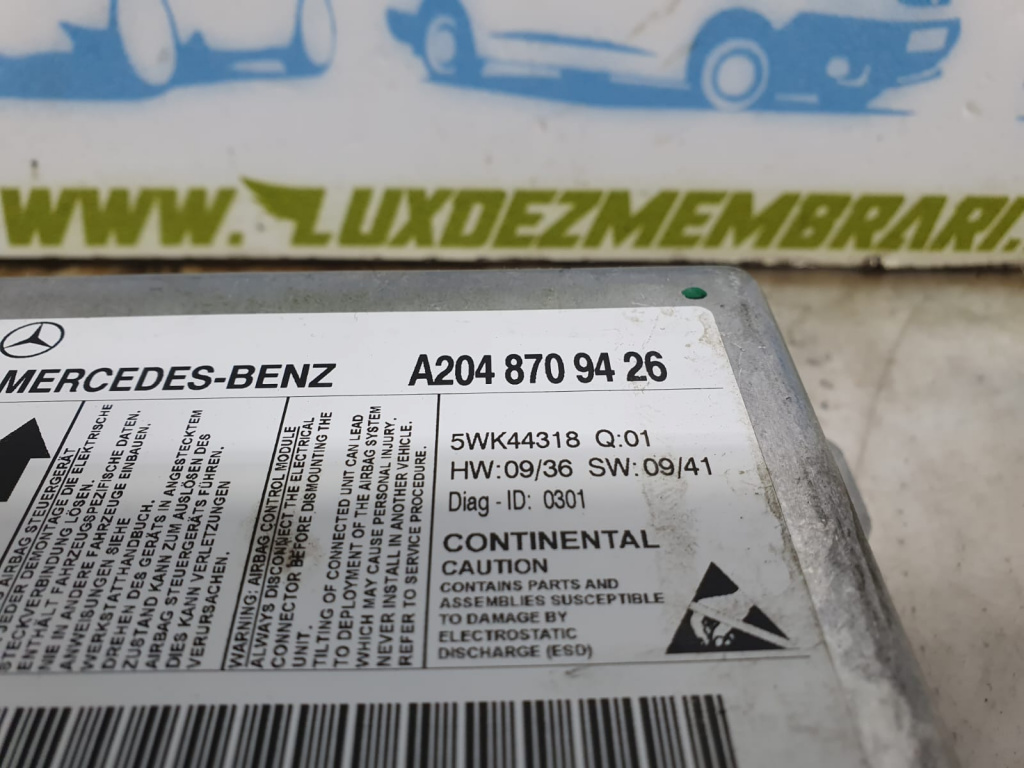 WWW.LUXDEZMEMBRARI.
MERCEDES-BENZ A204 870 94 26
AIRBAG STEUERGERÄT
JEDER DEMONTAGE DIE ELEKTRISCHE
STECKVERBINDUNG LÖSEN.
ENTHÄLT FAHRZEUGSPEZIFISCHE DATEN.
NIE IN ANDERE FAHRZEUGE EINBAUEN.
ANWEISUNGEN SIEHE
WERKSTATTHANDBUCH.
DREHEN DES GERÄTS IN ANGESTECKTEM
ZUSTAND KANN ZUM AUSLÖSEN DES
AIRBAG STEUERGERÄTS FÜHREN.
DIES KANN ZU VERLETZUNGEN
VERURSACHEN.
WARNING: AIRBAG CONTROL MODULE
ALWAYS DISCONNECT THE ELECTRICAL
CONNECTOR BEFORE DISMOUNTING THE
UNIT.
TILTING OF CONNECTED UNIT CAN LEAD
TO DEPLOYMENT OF THE AIRBAG SYSTEM
WHICH MAY CAUSE PERSONAL INJURY.
NEVER INSTALL IN ANOTHER VEHICLE.
REFER TO SERVICE PROCEDURE.
5WK44318 Q:01
HW:09/36 SW:09/41
Diag - ID: 0301
CONTINENTAL
CAUTION
CONTAINS PARTS AND
ASSEMBLIES SUSCEPTIBLE
TO DAMAGE BY
ELECTROSTATIC
DISCHARGE (ESD)